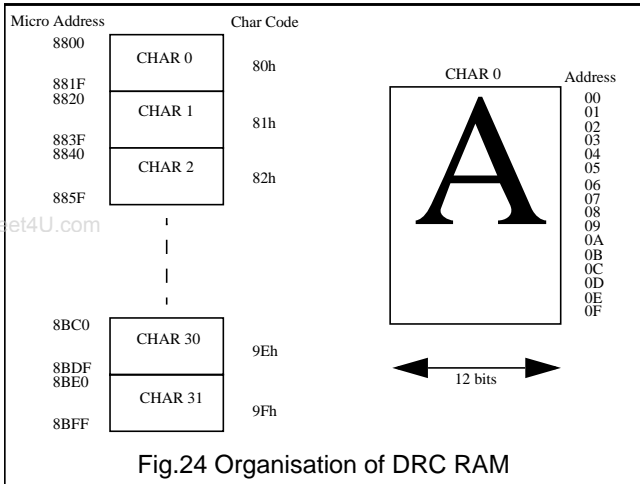 Micro Address
Char Code
8800
CHAR 0
80h
881F
8820
CHAR 1
81h
883F
8840
CHAR 2
82h
885F
et4U.com
8BC0
CHAR 30
9Eh
8BDF
8BE0
CHAR 31
9Fh
8BFF
CHAR 0
Address
A
00
01
02
03
04
05
06
07
08
09
0A
0B
0C
0D
0E
0F
12 bits
Fig.24 Organisation of DRC RAM